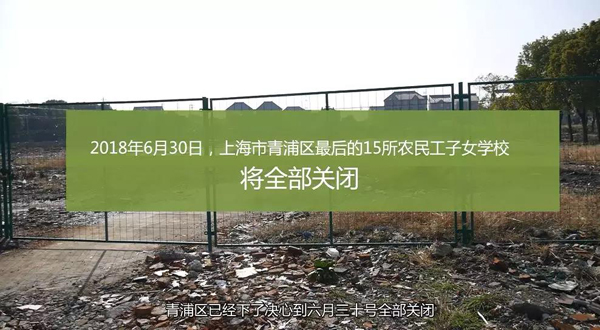 2018年6月30日，上海市青浦区最后的15所农民工子女学校
将全部关闭
青浦区已经下了决心到六月三十号全部关闭